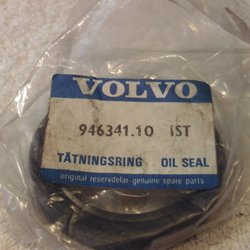 VOLVO
946341.10 1ST
TÄTNINGSRING OIL SEAL
original reservdelar-genuine spare parts